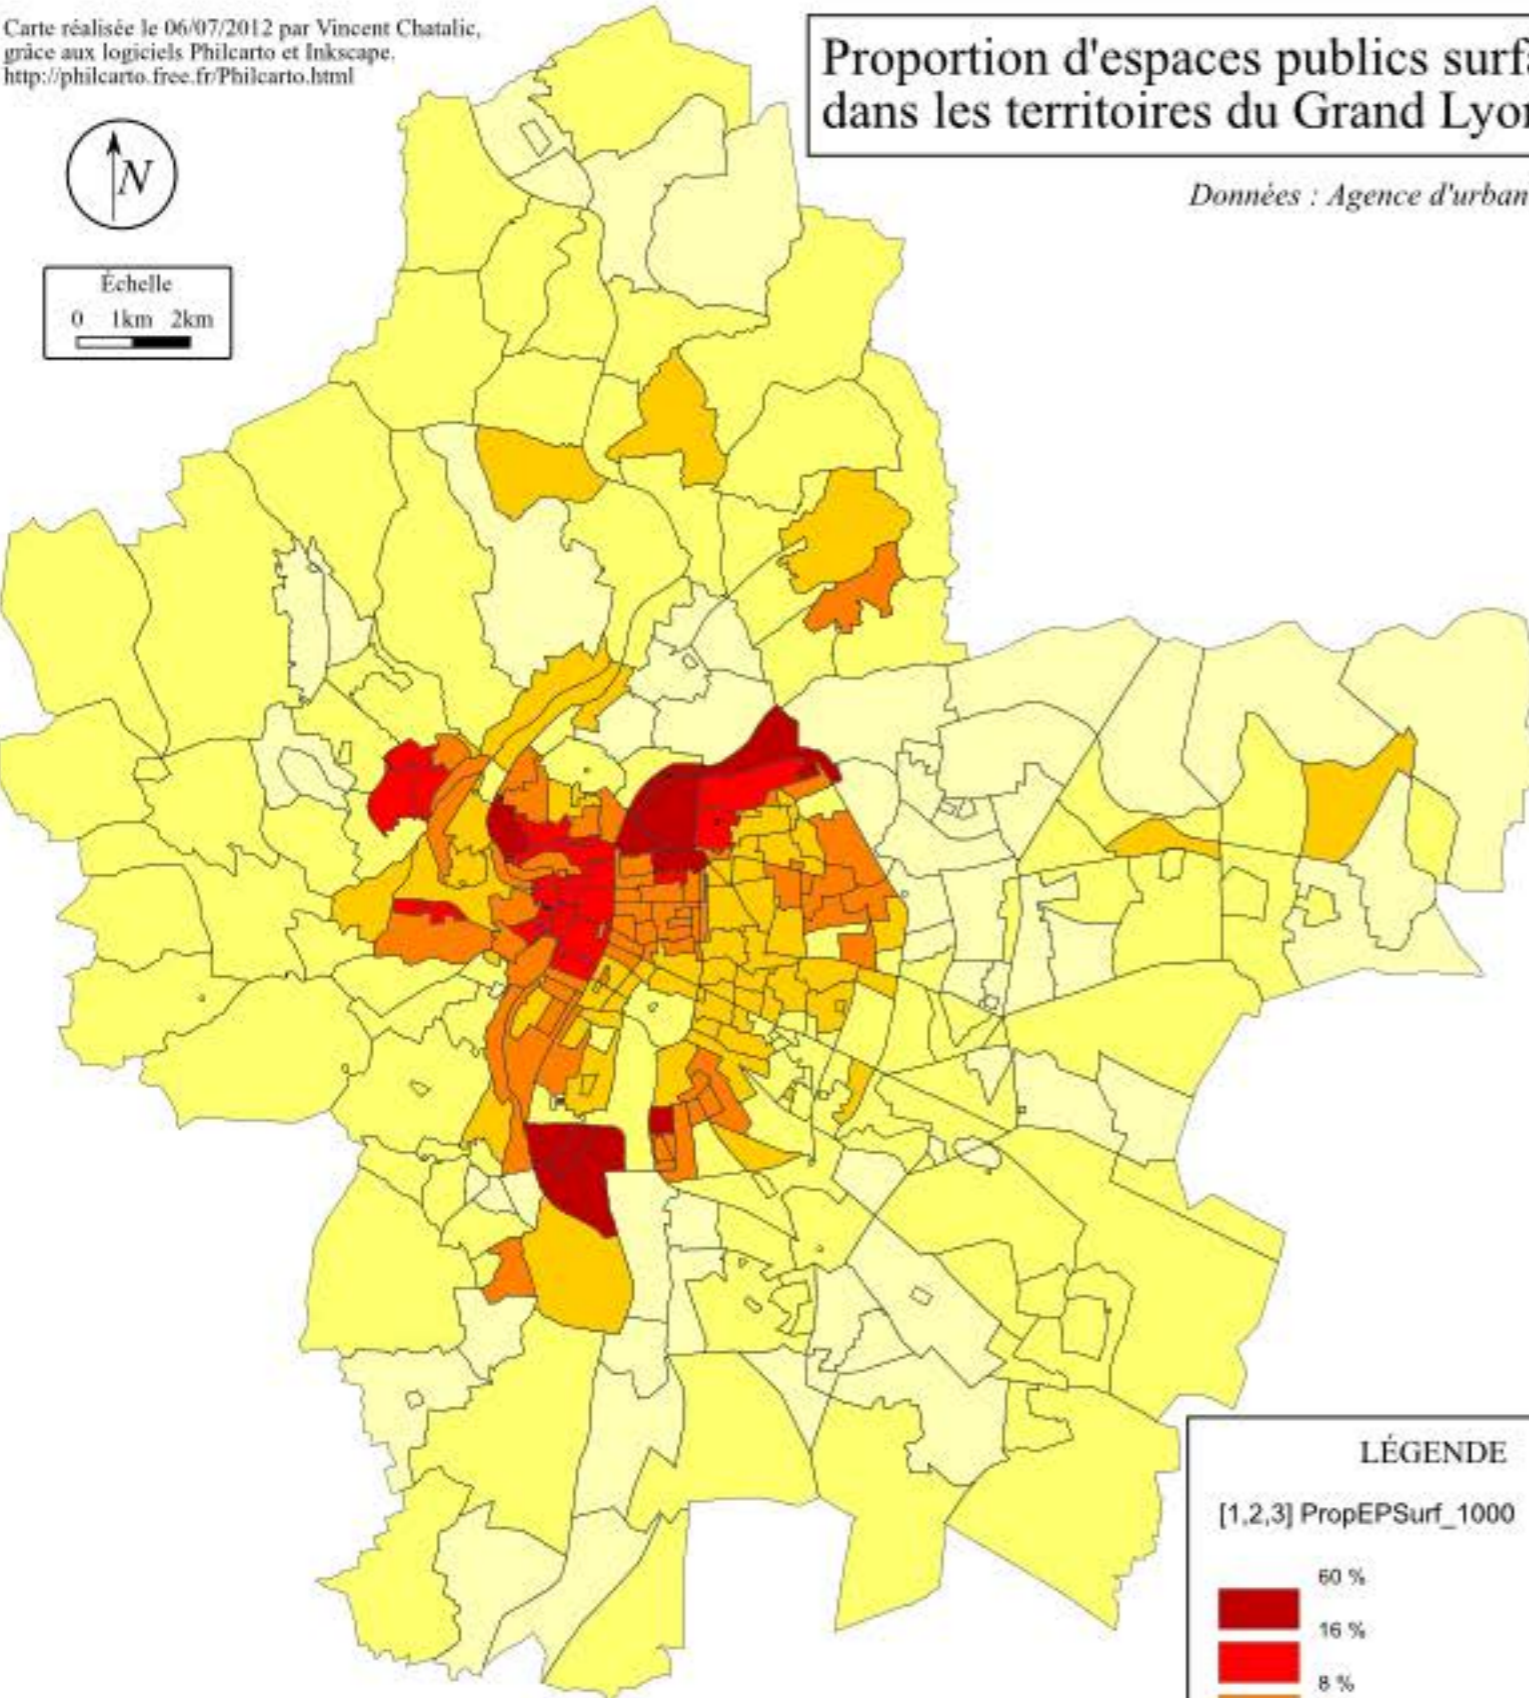 Carte réalisée le 06/07/2012 par Vincent Chatalic,
grâce aux logiciels Philcarto et Inkscape.
http://philcarto.free.fr/Philcarto.html
Proportion d'espaces publics surfa
dans les territoires du Grand Lyon
Données : Agence d'urban
N
Échelle
0 1km 2km
LÉGENDE
[1,2,3] PropEPSurf_1000
60 %
16 %
8 %